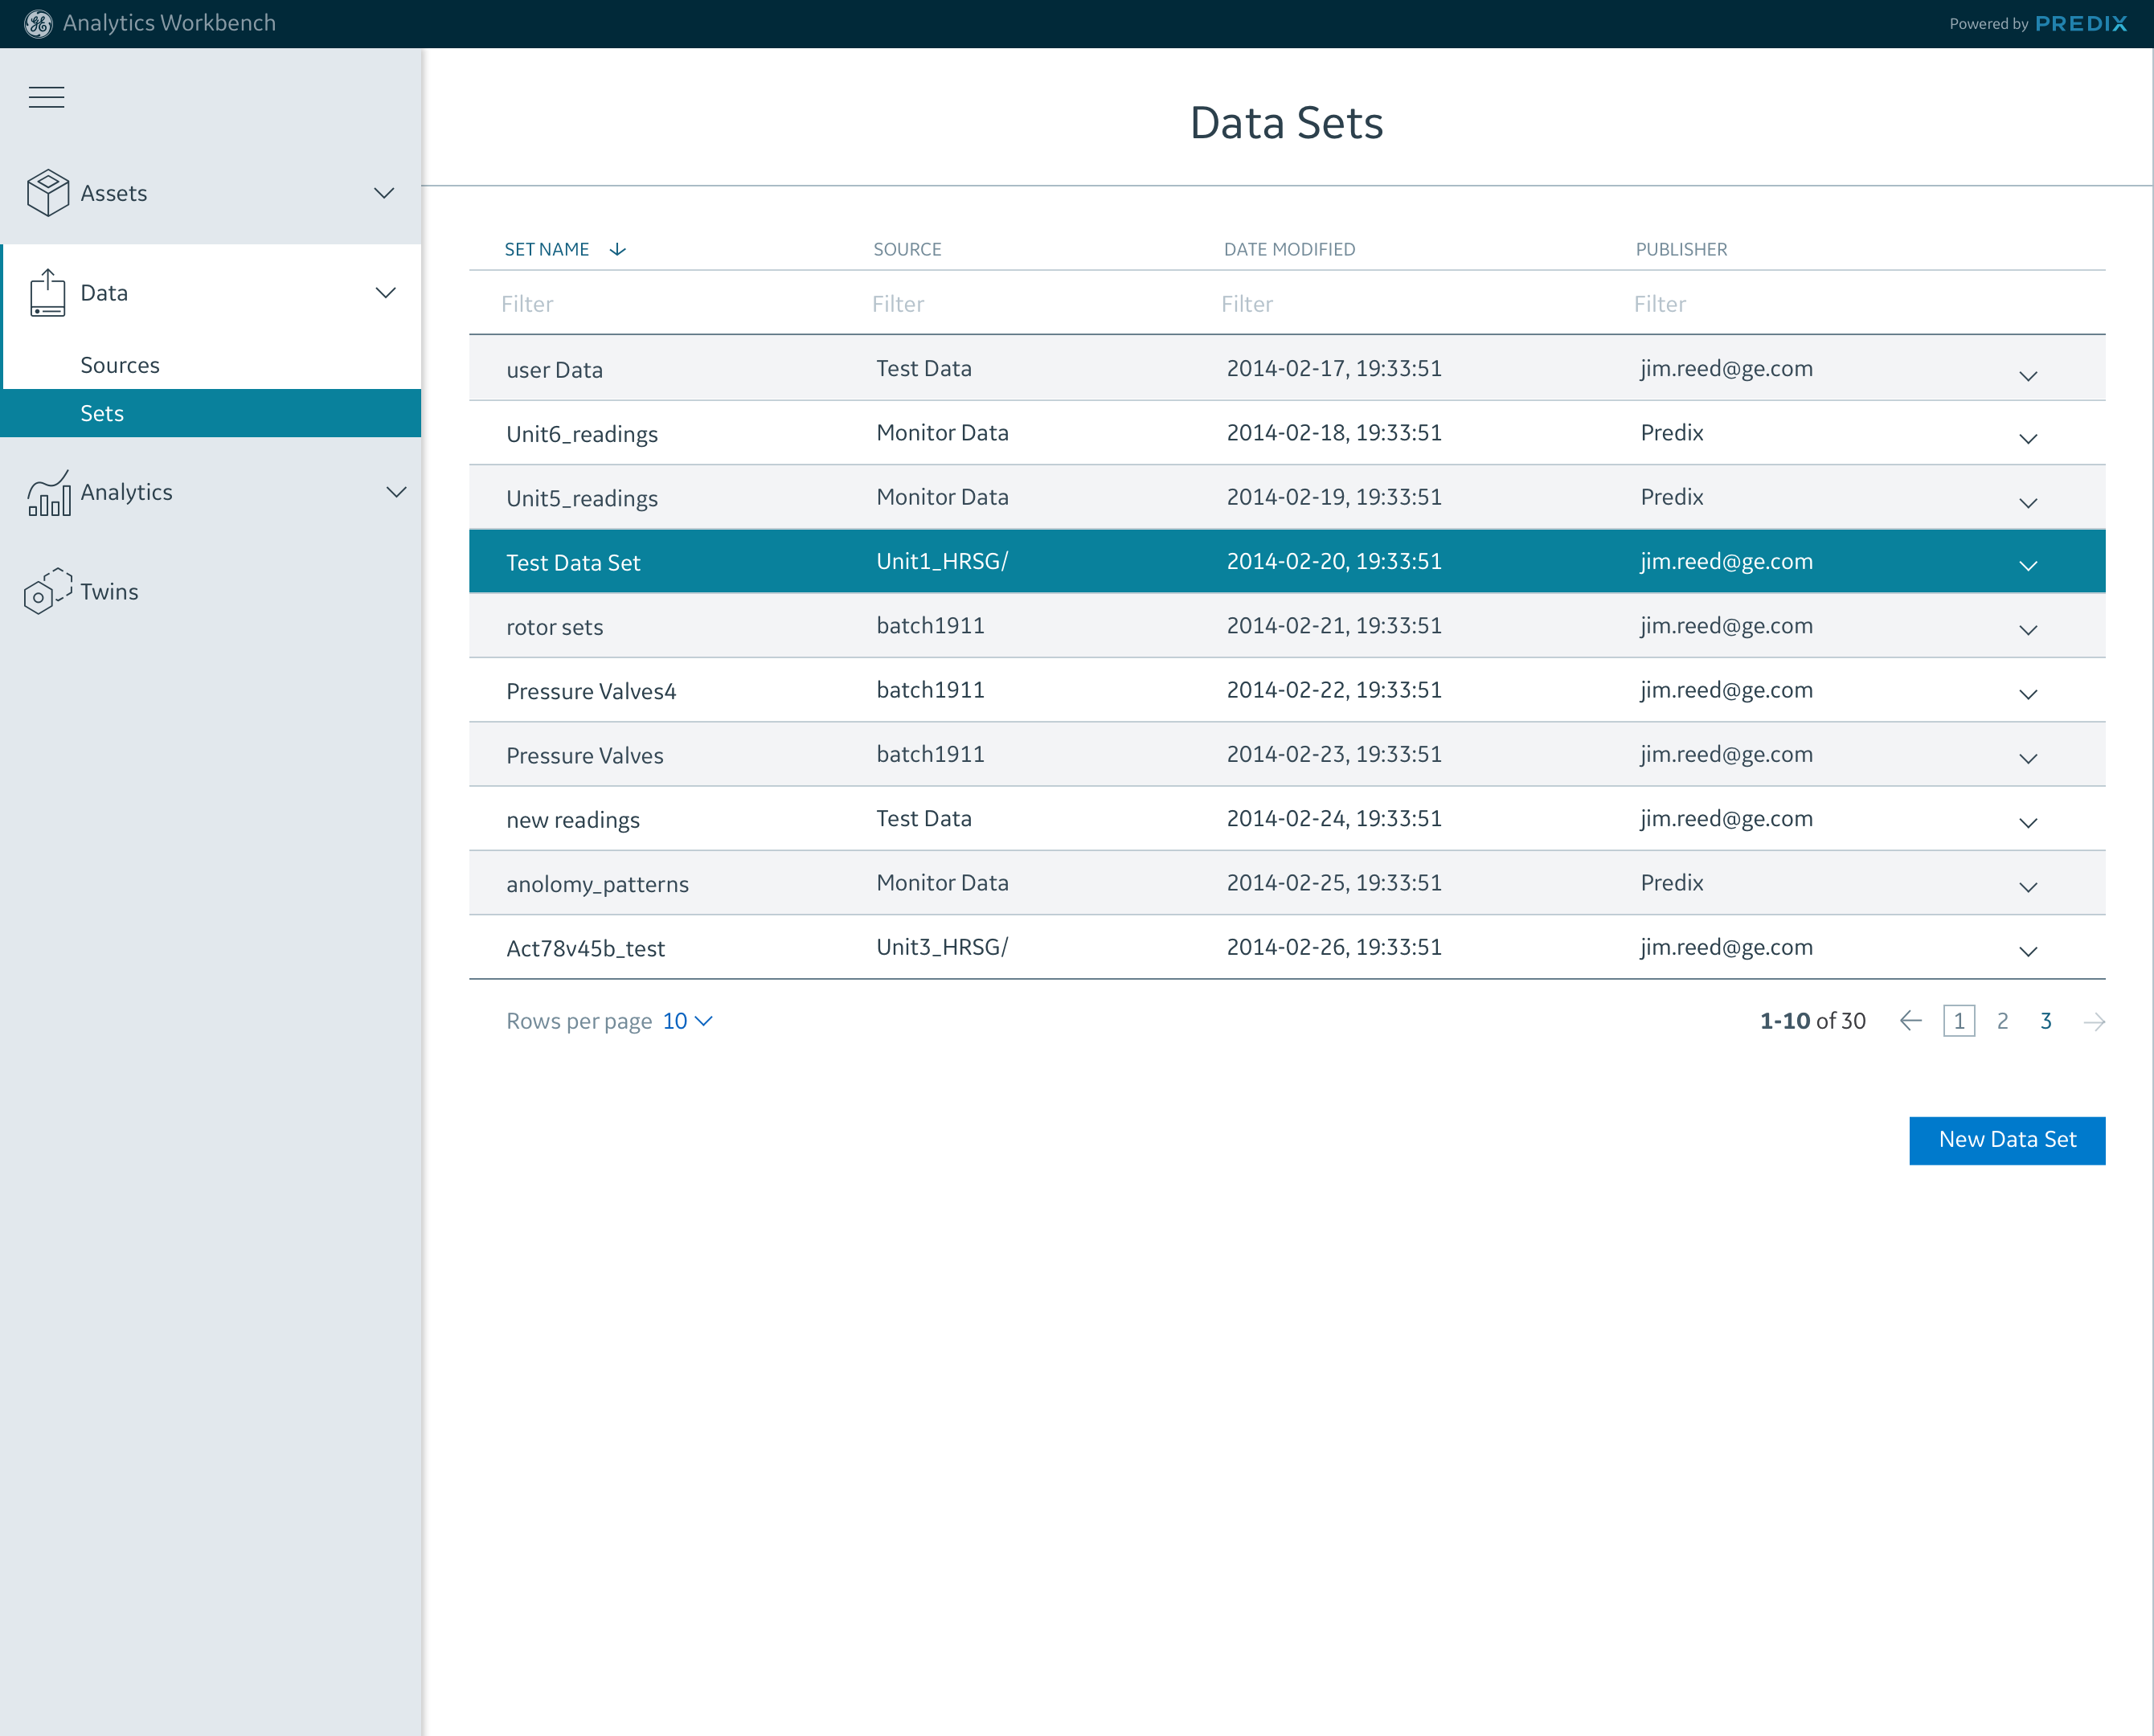 Analytics Workbench
Powered by PREDIX
Data Sets
Assets
Data
Sources
Sets
Analytics
Twins
SET NAME SOURCE DATE MODIFIED PUBLISHER
Filter Filter Filter Filter
user Data Test Data 2014-02-17, 19:33:51 jim.reed@ge.com
Unit6_readings Monitor Data 2014-02-18, 19:33:51 Predix
Unit5_readings Monitor Data 2014-02-19, 19:33:51 Predix
Test Data Set Unit1_HRSG/ 2014-02-20, 19:33:51 jim.reed@ge.com
rotor sets batch1911 2014-02-21, 19:33:51 jim.reed@ge.com
Pressure Valves4 batch1911 2014-02-22, 19:33:51 jim.reed@ge.com
Pressure Valves batch1911 2014-02-23, 19:33:51 jim.reed@ge.com
new readings Test Data 2014-02-24, 19:33:51 jim.reed@ge.com
anolomy_patterns Monitor Data 2014-02-25, 19:33:51 Predix
Act78v45b_test Unit3_HRSG/ 2014-02-26, 19:33:51 jim.reed@ge.com
Rows per page 10 1-10 of 30 1 2 3
New Data Set